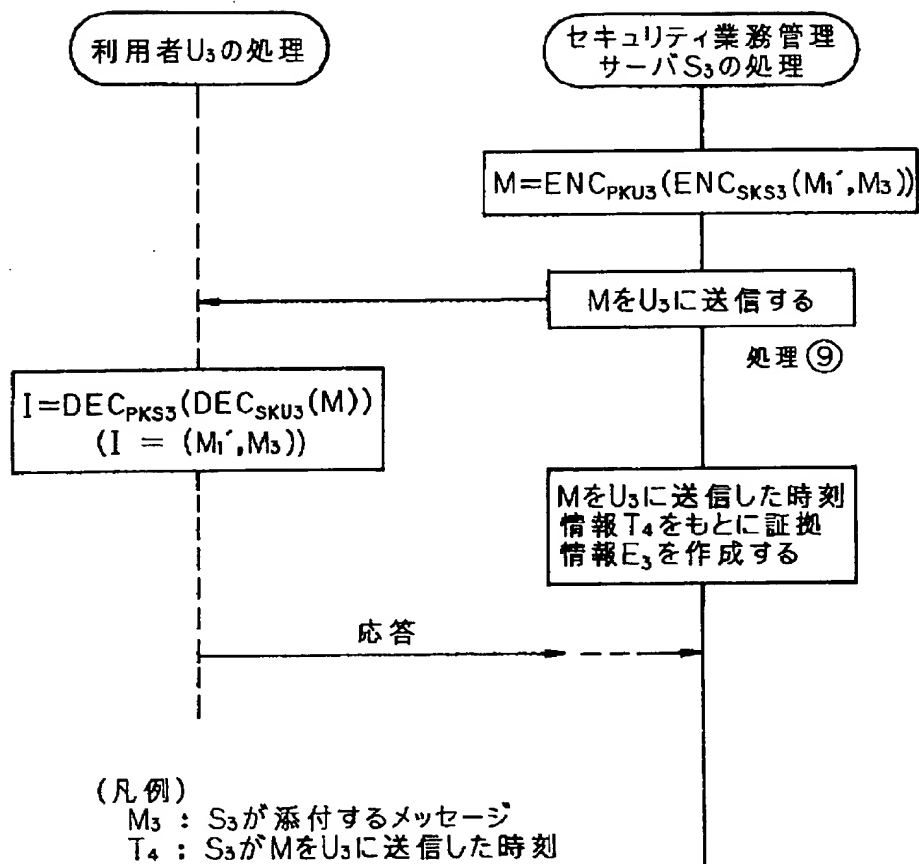 利用者U₃の処理
セキュリティ業務管理
サーバS₃の処理
M=ENC_PKU3(ENC_SKS3(M₁´,M₃))
MをU₃に送信する
処理⑨
I=DEC_PKS3(DEC_SKU3(M))
(I = (M₁´,M₃))
MをU₃に送信した時刻
情報T₄をもとに証拠
情報E₃を作成する
応答
(凡例)
M₃ : S₃が添付するメッセージ
T₄ : S₃がMをU₃に送信した時刻